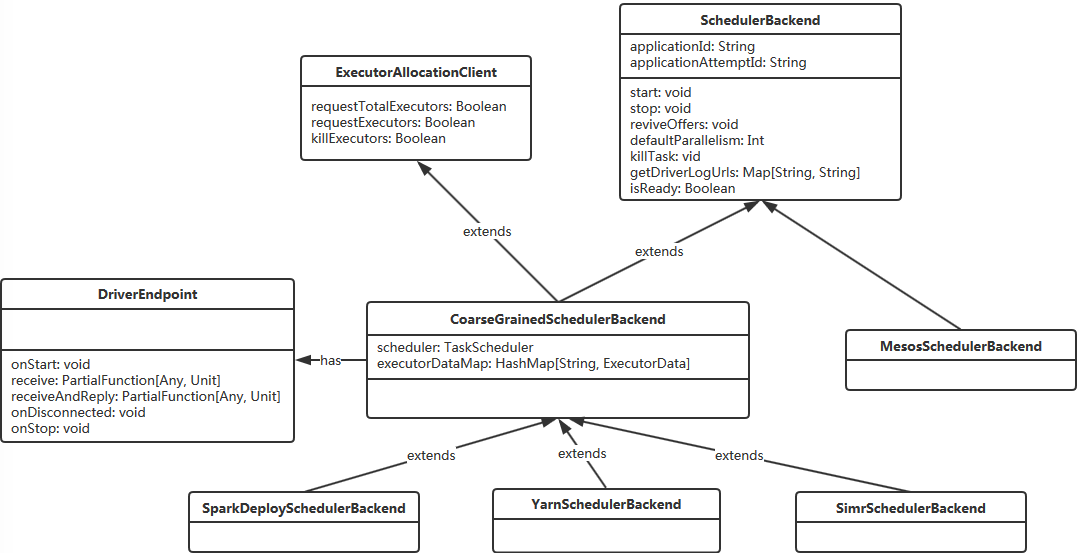 SchedulerBackend
applicationId: String
applicationAttemptId: String
start: void
stop: void
reviveOffers: void
defaultParallelism: Int
killTask: vid
getDriverLogUrls: Map[String, String]
isReady: Boolean
ExecutorAllocationClient
requestTotalExecutors: Boolean
requestExecutors: Boolean
killExecutors: Boolean
extends
extends
DriverEndpoint
onStart: void
receive: PartialFunction[Any, Unit]
receiveAndReply: PartialFunction[Any, Unit]
onDisconnected: void
onStop: void
has
CoarseGrainedSchedulerBackend
scheduler: TaskScheduler
executorDataMap: HashMap[String, ExecutorData]
MesosSchedulerBackend
extends
extends
extends
SparkDeploySchedulerBackend
YarnSchedulerBackend
SimrSchedulerBackend